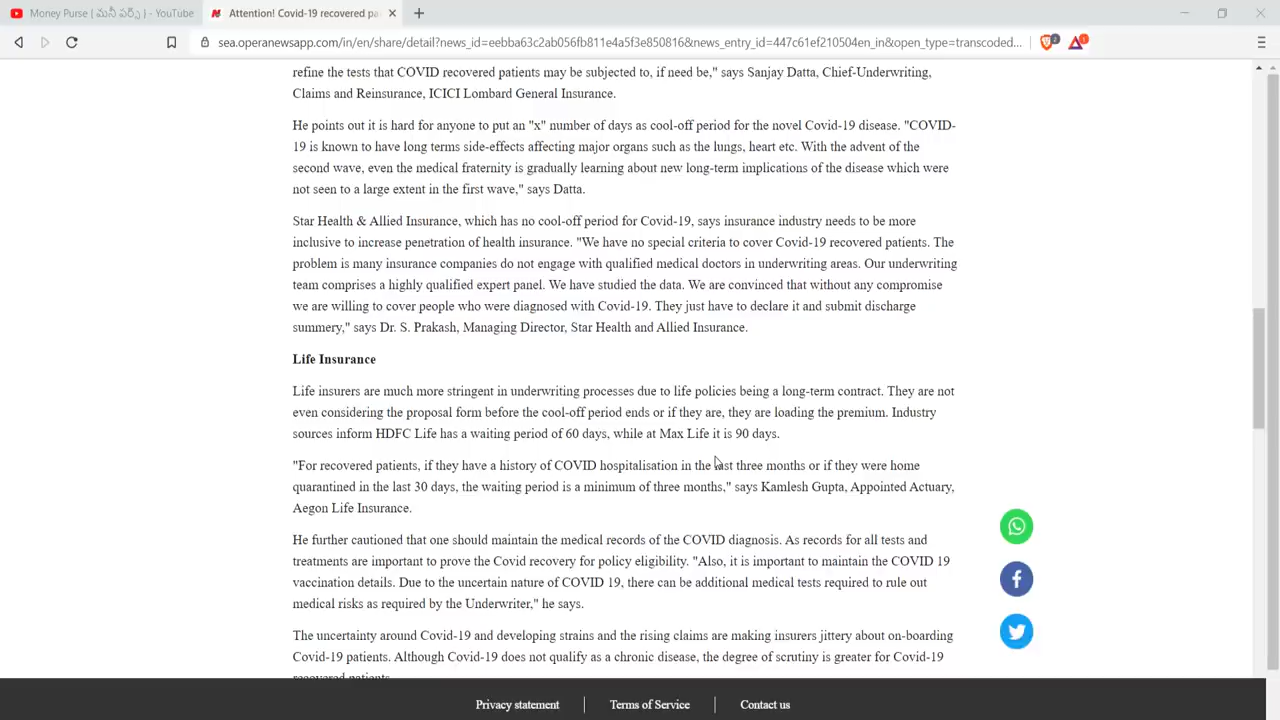 Money Purse ( మనీ పర్స్ ) - YouTube
Attention! Covid-19 recovered pa
sea.operanewsapp.com/in/en/share/detail?news_id=eebba63c2ab056fb811e4a5f3e850816&news_entry_id=447c61ef210504en_in&open_type=transcoded...
2
1
refine the tests that COVID recovered patients may be subjected to, if need be," says Sanjay Datta, Chief-Underwriting,
Claims and Reinsurance, ICICI Lombard General Insurance.
He points out it is hard for anyone to put an "x" number of days as cool-off period for the novel Covid-19 disease. "COVID-
19 is known to have long terms side-effects affecting major organs such as the lungs, heart etc. With the advent of the
second wave, even the medical fraternity is gradually learning about new long-term implications of the disease which were
not seen to a large extent in the first wave," says Datta.
Star Health & Allied Insurance, which has no cool-off period for Covid-19, says insurance industry needs to be more
inclusive to increase penetration of health insurance. "We have no special criteria to cover Covid-19 recovered patients. The
problem is many insurance companies do not engage with qualified medical doctors in underwriting areas. Our underwriting
team comprises a highly qualified expert panel. We have studied the data. We are convinced that without any compromise
we are willing to cover people who were diagnosed with Covid-19. They just have to declare it and submit discharge
summery," says Dr. S. Prakash, Managing Director, Star Health and Allied Insurance.
Life Insurance
Life insurers are much more stringent in underwriting processes due to life policies being a long-term contract. They are not
even considering the proposal form before the cool-off period ends or if they are, they are loading the premium. Industry
sources inform HDFC Life has a waiting period of 60 days, while at Max Life it is 90 days.
"For recovered patients, if they have a history of COVID hospitalisation in the last three months or if they were home
quarantined in the last 30 days, the waiting period is a minimum of three months," says Kamlesh Gupta, Appointed Actuary,
Aegon Life Insurance.
He further cautioned that one should maintain the medical records of the COVID diagnosis. As records for all tests and
treatments are important to prove the Covid recovery for policy eligibility. "Also, it is important to maintain the COVID 19
vaccination details. Due to the uncertain nature of COVID 19, there can be additional medical tests required to rule out
medical risks as required by the Underwriter," he says.
The uncertainty around Covid-19 and developing strains and the rising claims are making insurers jittery about on-boarding
Covid-19 patients. Although Covid-19 does not qualify as a chronic disease, the degree of scrutiny is greater for Covid-19
recovered patients.
Privacy statement
Terms of Service
Contact us